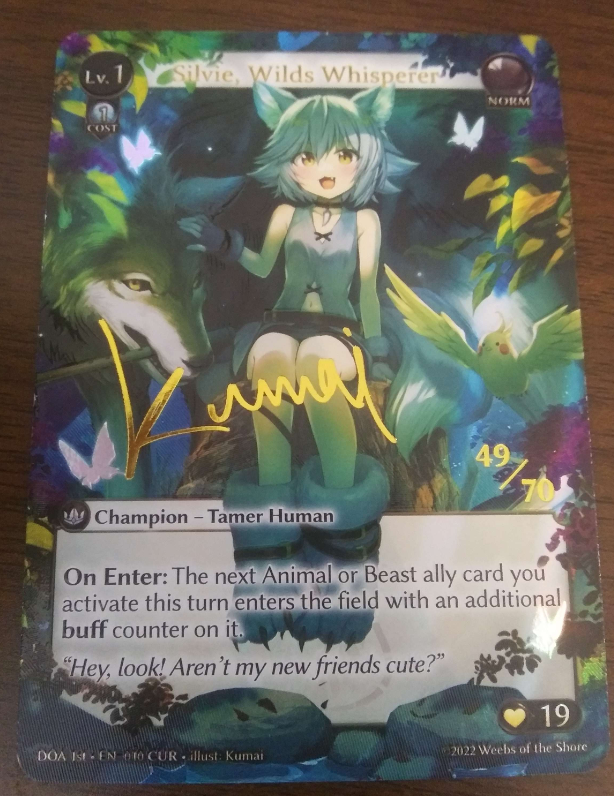 Lv. 1
Silvie, Wilds Whisperer
NORM
1
COST
Kumai
49/70
Champion – Tamer Human
On Enter: The next Animal or Beast ally card you
activate this turn enters the field with an additional
buff counter on it.
“Hey, look! Aren’t my new friends cute?”
19
DOA 1st • EN-040 CUR • illust: Kumai
©2022 Weebs of the Shore